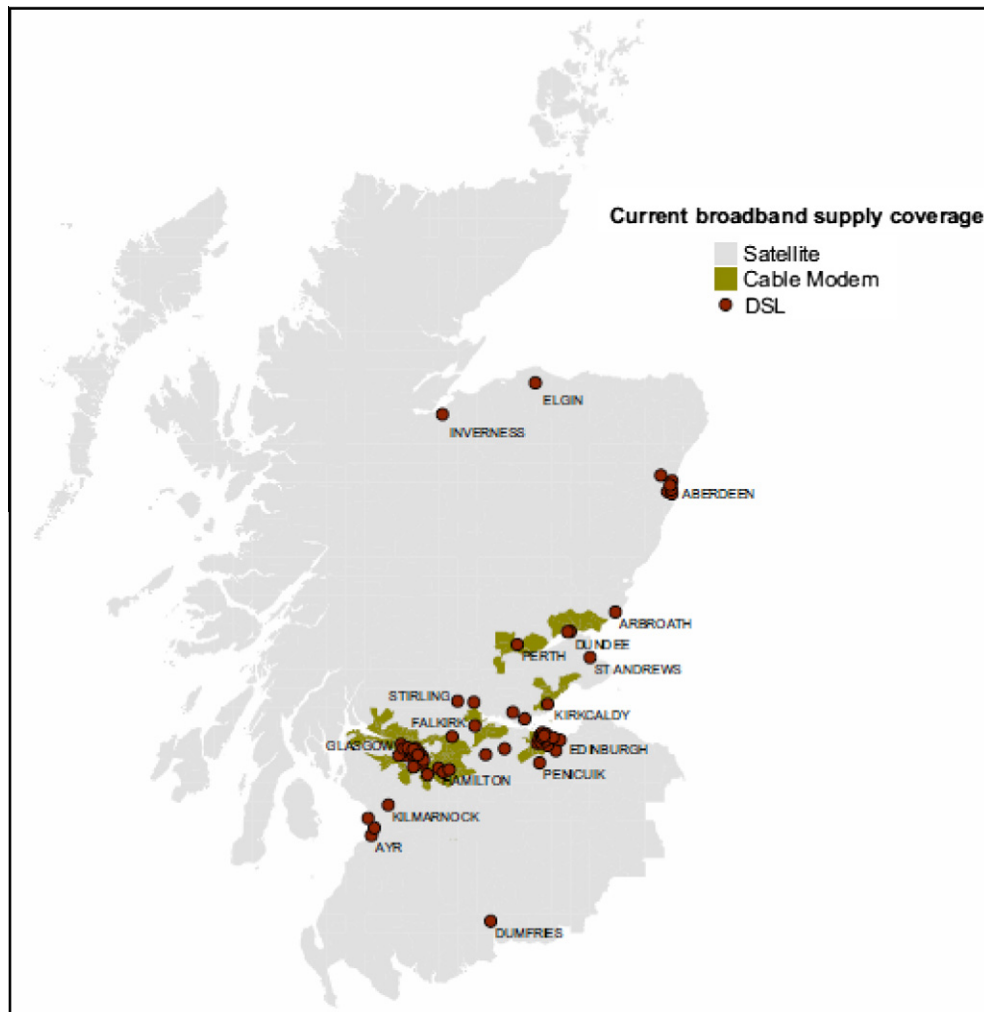 Current broadband supply coverage
Satellite
Cable Modem
DSL
ELGIN
INVERNESS
ABERDEEN
ARBROATH
DUNDEE
PERTH
ST ANDREWS
STIRLING
KIRKCALDY
FALKIRK
GLASGOW
EDINBURGH
PENICUIK
HAMILTON
KILMARNOCK
AYR
DUMFRIES